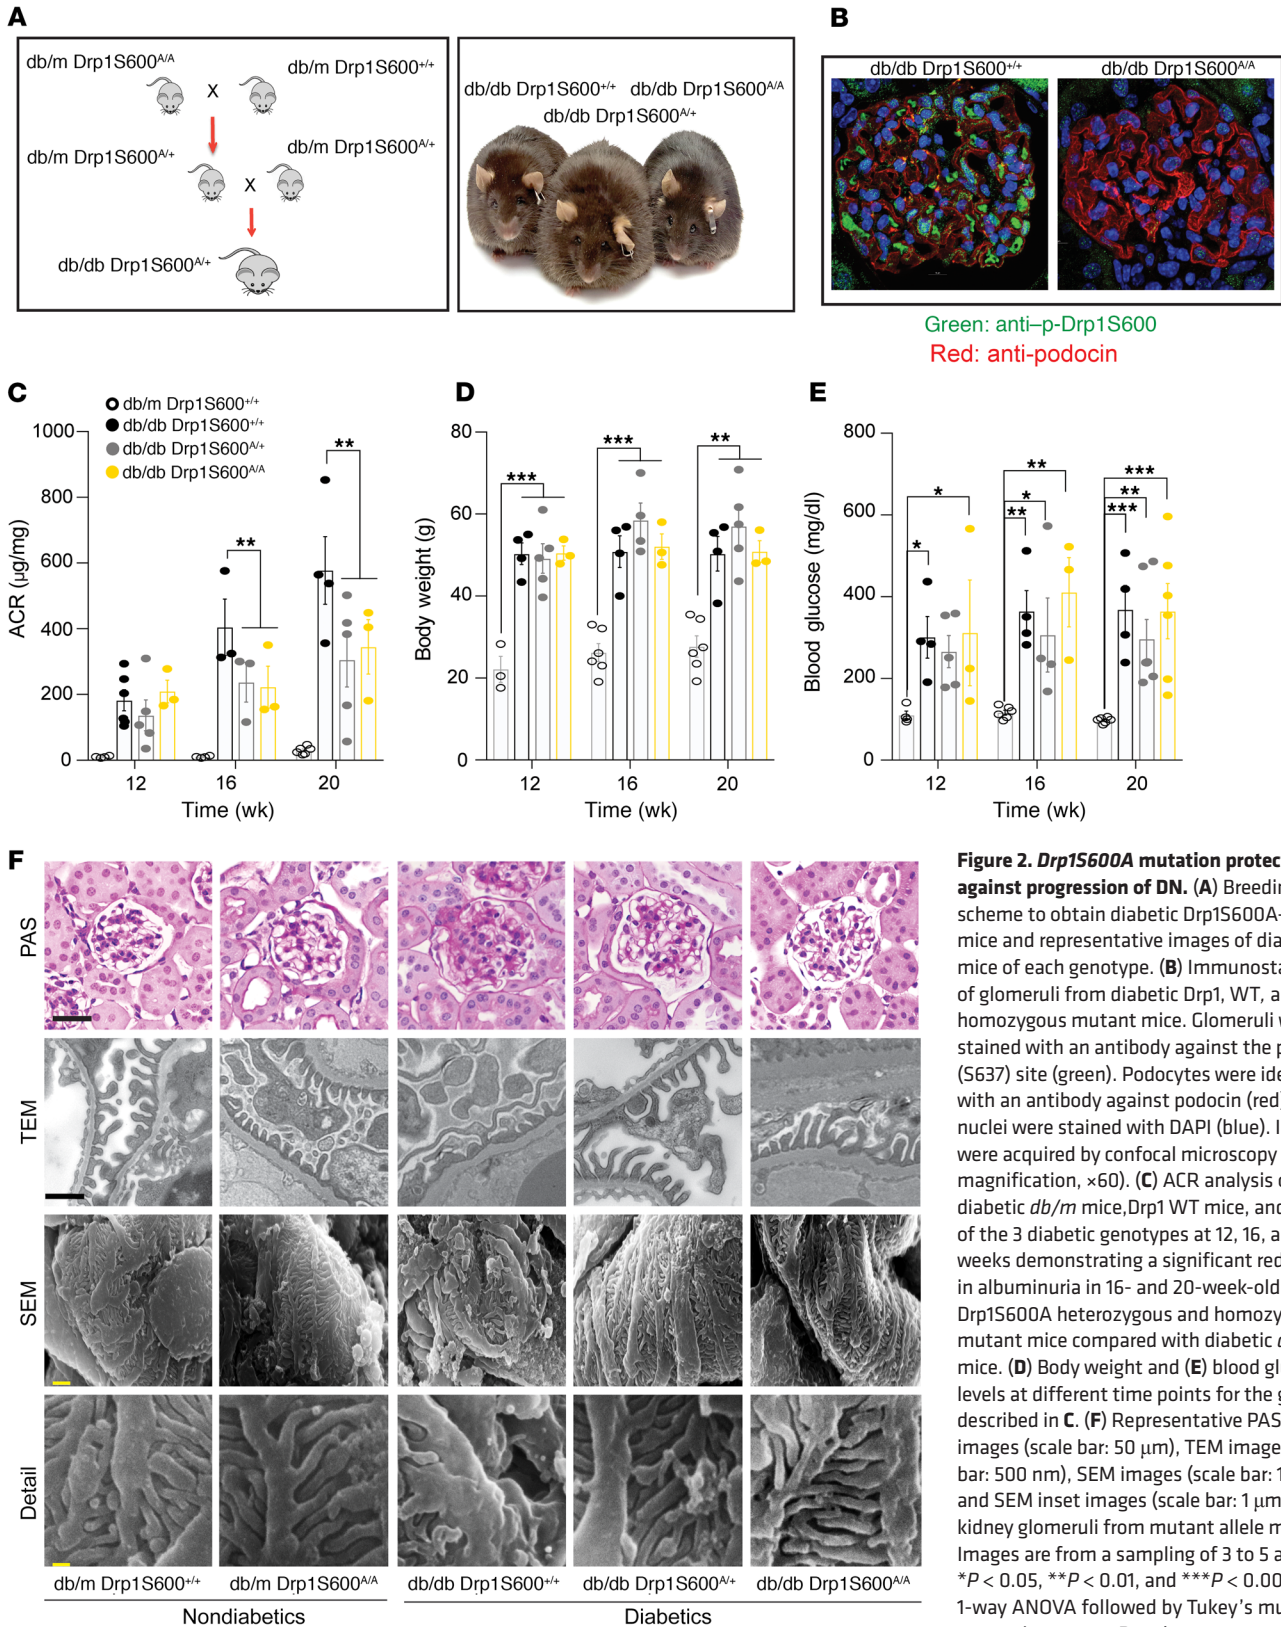 A
db/m Drp1S600A/A
db/m Drp1S600+/+
X
db/m Drp1S600A/+
db/m Drp1S600A/+
X
db/db Drp1S600A/+
db/db Drp1S600+/+ db/db Drp1S600A/A
db/db Drp1S600A/+
B
db/db Drp1S600+/+ db/db Drp1S600A/A
Green: anti–p-Drp1S600
Red: anti-podocin
C
db/m Drp1S600+/+
db/db Drp1S600+/+
db/db Drp1S600A/+
db/db Drp1S600A/A
ACR (µg/mg)
1000
800
600
400
200
0
**
**
12 16 20
Time (wk)
D
Body weight (g)
80
60
40
20
0
***
***
**
12 16 20
Time (wk)
E
Blood glucose (mg/dl)
800
600
400
200
0
*
*
**
*
**
***
**
***
12 16 20
Time (wk)
F
PAS
TEM
SEM
Detail
db/m Drp1S600+/+ db/m Drp1S600A/A db/db Drp1S600+/+ db/db Drp1S600A/+ db/db Drp1S600A/A
Nondiabetics Diabetics
Figure 2. Drp1S600A mutation protec
against progression of DN. (A) Breedin
scheme to obtain diabetic Drp1S600A-
mice and representative images of dia
mice of each genotype. (B) Immunosta
of glomeruli from diabetic Drp1, WT, a
homozygous mutant mice. Glomeruli w
stained with an antibody against the p
(S637) site (green). Podocytes were ide
with an antibody against podocin (red)
nuclei were stained with DAPI (blue). I
were acquired by confocal microscopy
magnification, ×60). (C) ACR analysis o
diabetic db/m mice,Drp1 WT mice, and
of the 3 diabetic genotypes at 12, 16, a
weeks demonstrating a significant red
in albuminuria in 16- and 20-week-old
Drp1S600A heterozygous and homozy
mutant mice compared with diabetic
mice. (D) Body weight and (E) blood gl
levels at different time points for the g
described in C. (F) Representative PAS
images (scale bar: 50 µm), TEM image
bar: 500 nm), SEM images (scale bar: 1
and SEM inset images (scale bar: 1 µm
kidney glomeruli from mutant allele m
Images are from a sampling of 3 to 5 a
*P < 0.05, **P < 0.01, and ***P < 0.00
1-way ANOVA followed by Tukey's mu